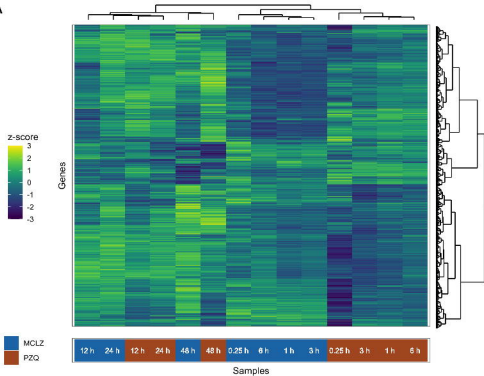 A
z-score
3
2
1
0
-1
-2
-3
Genes
MCLZ
PZQ
12 h 24 h 12 h 24 h 48 h 48 h 0.25 h 6 h 1 h 3 h 0.25 h 3 h 1 h 6 h
Samples